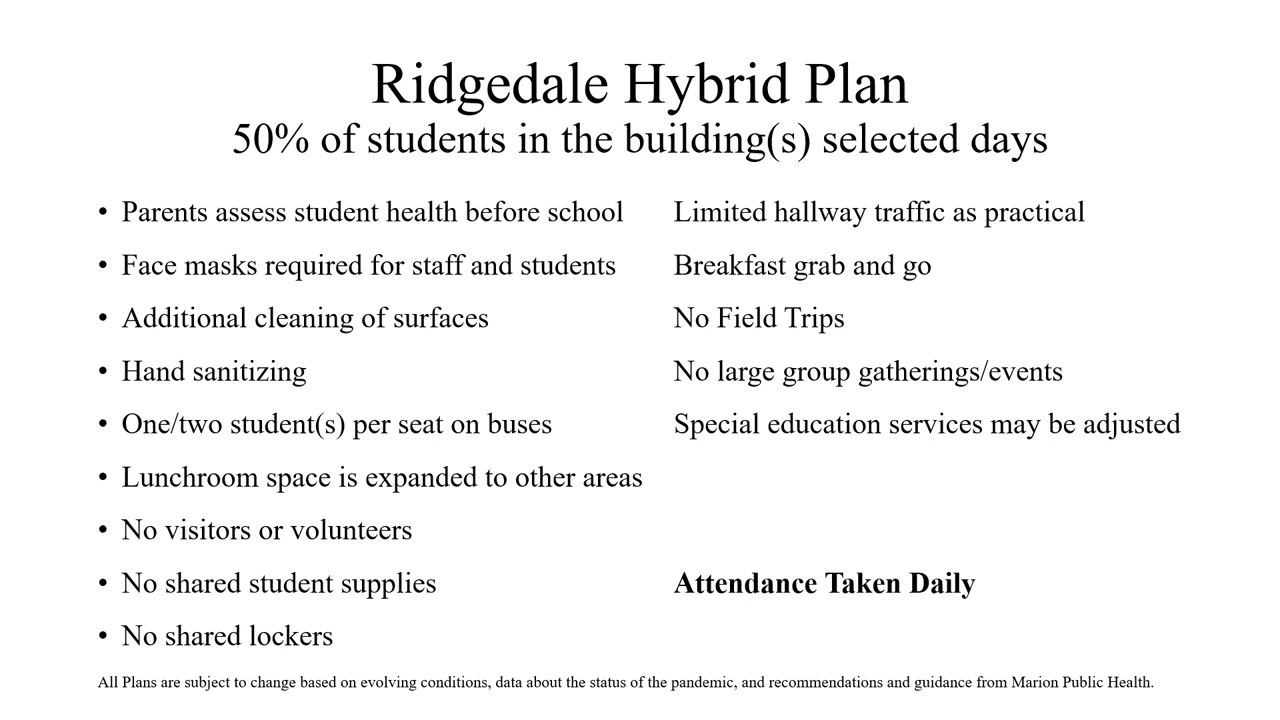 Ridgedale Hybrid Plan
50% of students in the building(s) selected days
• Parents assess student health before school
• Face masks required for staff and students
• Additional cleaning of surfaces
• Hand sanitizing
• One/two student(s) per seat on buses
• Lunchroom space is expanded to other areas
• No visitors or volunteers
• No shared student supplies
• No shared lockers
Limited hallway traffic as practical
Breakfast grab and go
No Field Trips
No large group gatherings/events
Special education services may be adjusted
Attendance Taken Daily
All Plans are subject to change based on evolving conditions, data about the status of the pandemic, and recommendations and guidance from Marion Public Health.